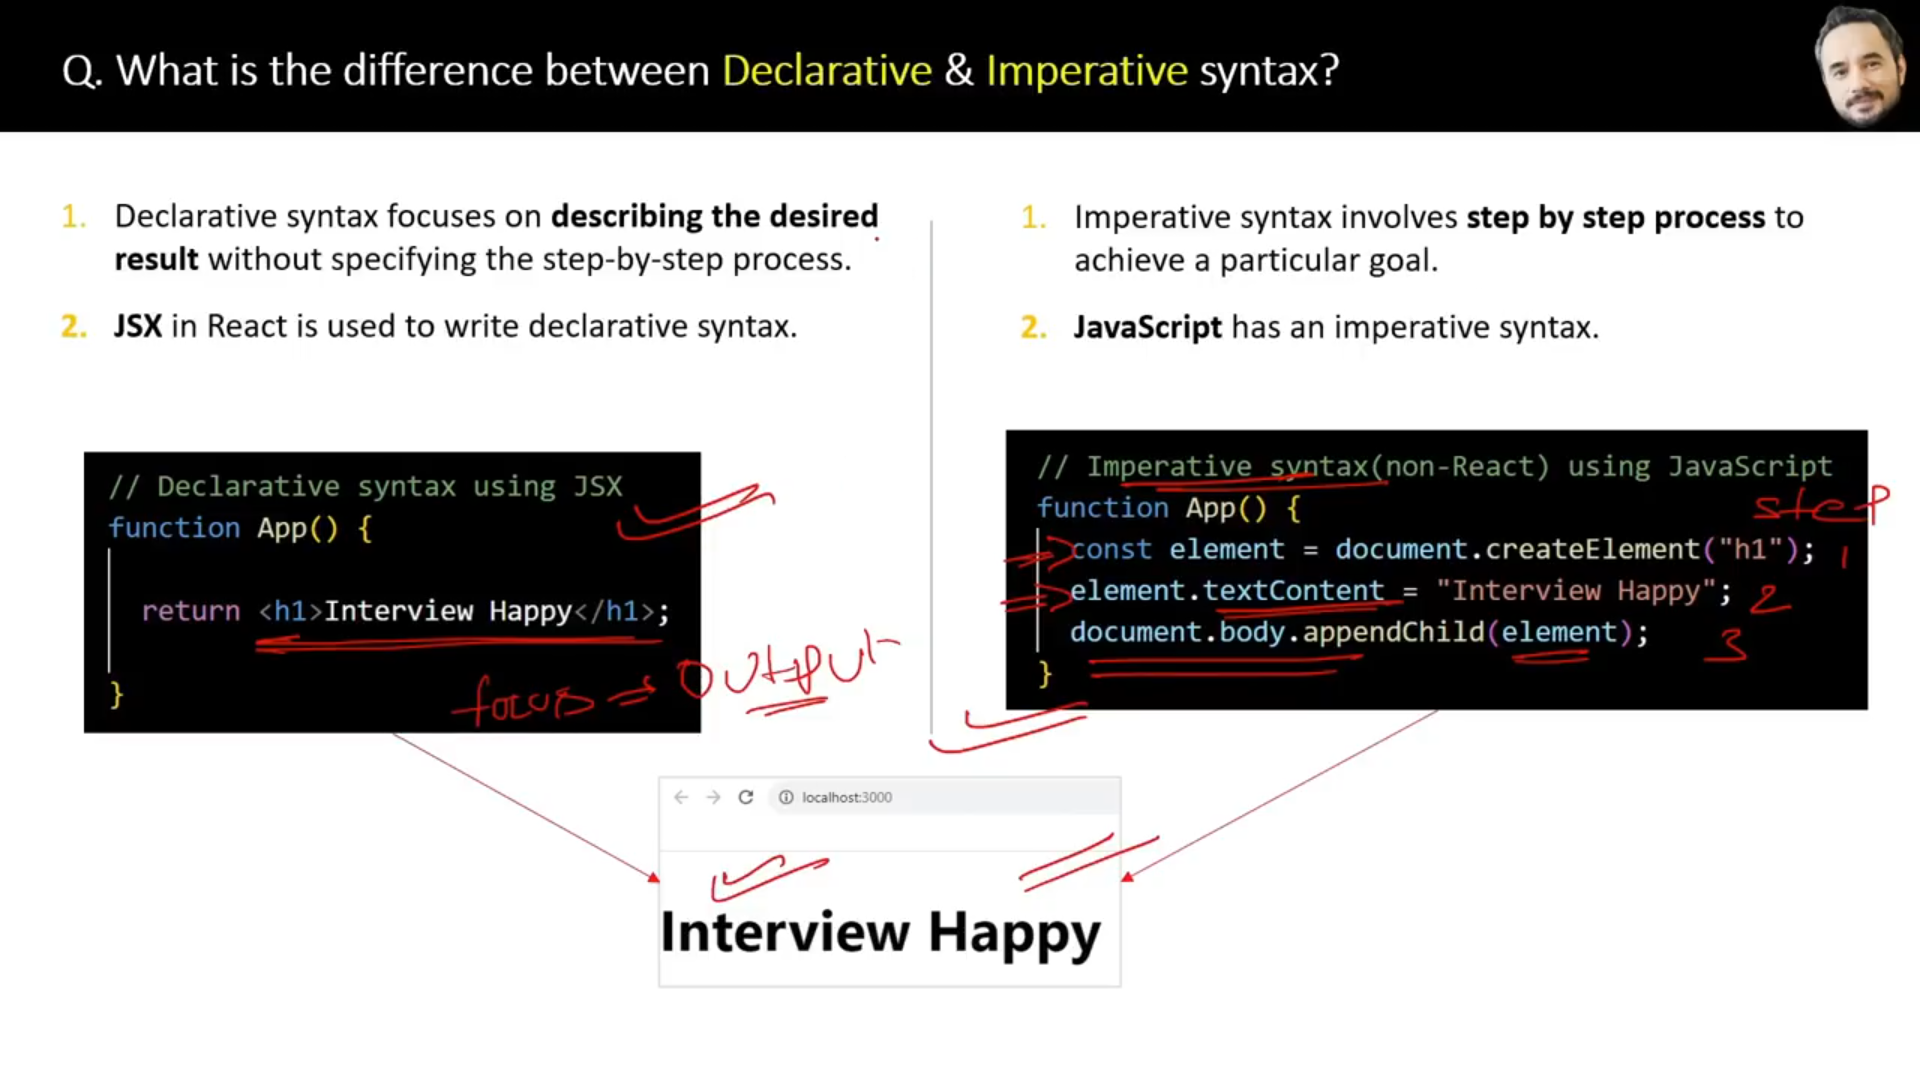 Q. What is the difference between Declarative & Imperative syntax?
1. Declarative syntax focuses on describing the desired
result without specifying the step-by-step process.
2. JSX in React is used to write declarative syntax.
// Declarative syntax using JSX
function App() {
return <h1>Interview Happy</h1>;
}
focus ⇒ output
1. Imperative syntax involves step by step process to
achieve a particular goal.
2. JavaScript has an imperative syntax.
// Imperative syntax(non-React) using JavaScript
function App() {
step
const element = document.createElement("h1"); 1
element.textContent = "Interview Happy"; 2
document.body.appendChild(element); 3
}
localhost:3000
Interview Happy